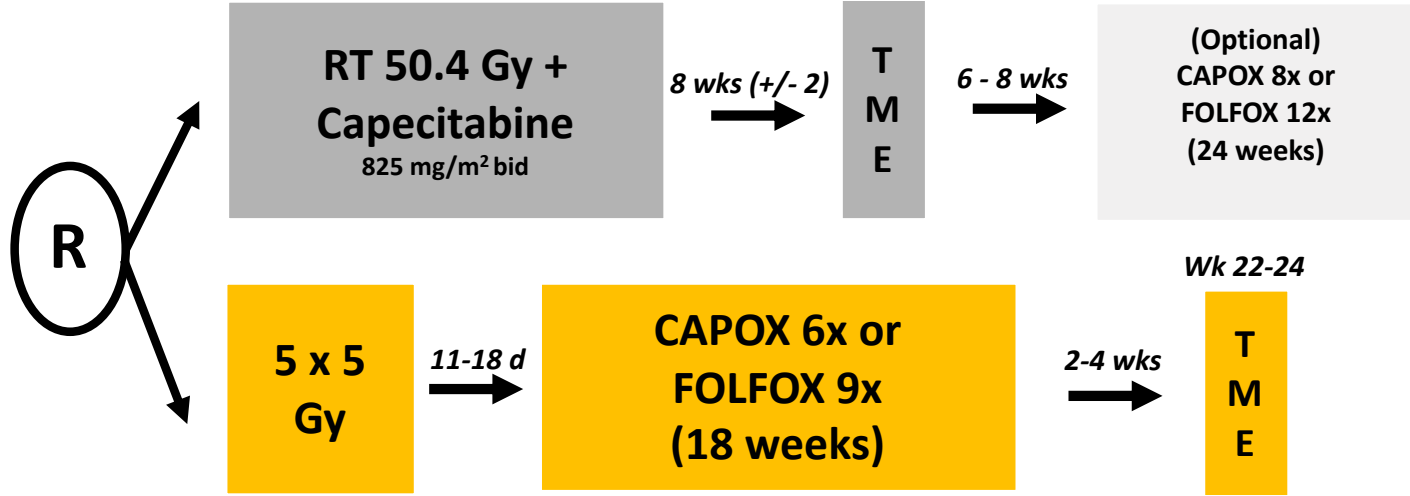 R
RT 50.4 Gy +
Capecitabine
825 mg/m² bid
8 wks (+/- 2)
T
M
E
6 - 8 wks
(Optional)
CAPOX 8x or
FOLFOX 12x
(24 weeks)
5 x 5
Gy
11-18 d
CAPOX 6x or
FOLFOX 9x
(18 weeks)
2-4 wks
Wk 22-24
T
M
E